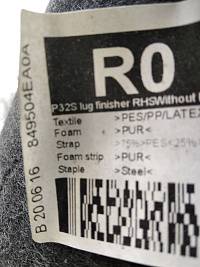 R0
P32S lug finisher RHSWithout
Textile >PES/PP/LATEX
Foam >PUR<
Strap >75%>PES<25%
Foam strip >PUR<
Staple >Steel<
B 20 06 16 849504EA0A